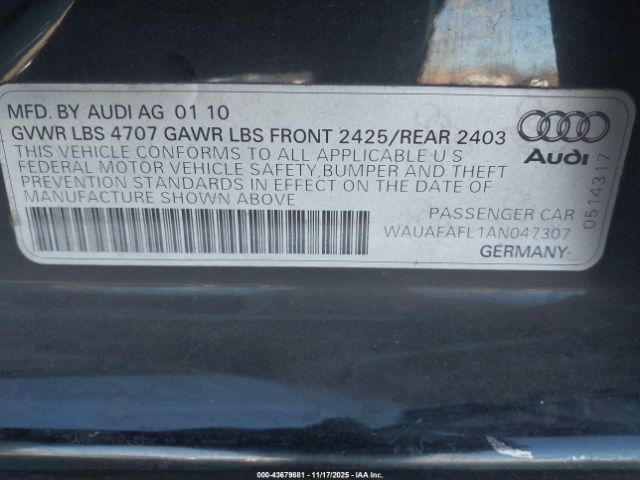 MFD. BY AUDI AG 01 10
GVWR LBS 4707 GAWR LBS FRONT 2425/REAR 2403
THIS VEHICLE CONFORMS TO ALL APPLICABLE U S
FEDERAL MOTOR VEHICLE SAFETY, BUMPER AND THEFT
PREVENTION STANDARDS IN EFFECT ON THE DATE OF
MANUFACTURE SHOWN ABOVE
Audi
0514317
PASSENGER CAR
WAUAFAFL1AN047307
GERMANY
000-43679881 - 11/17/2025 - IAA Inc.